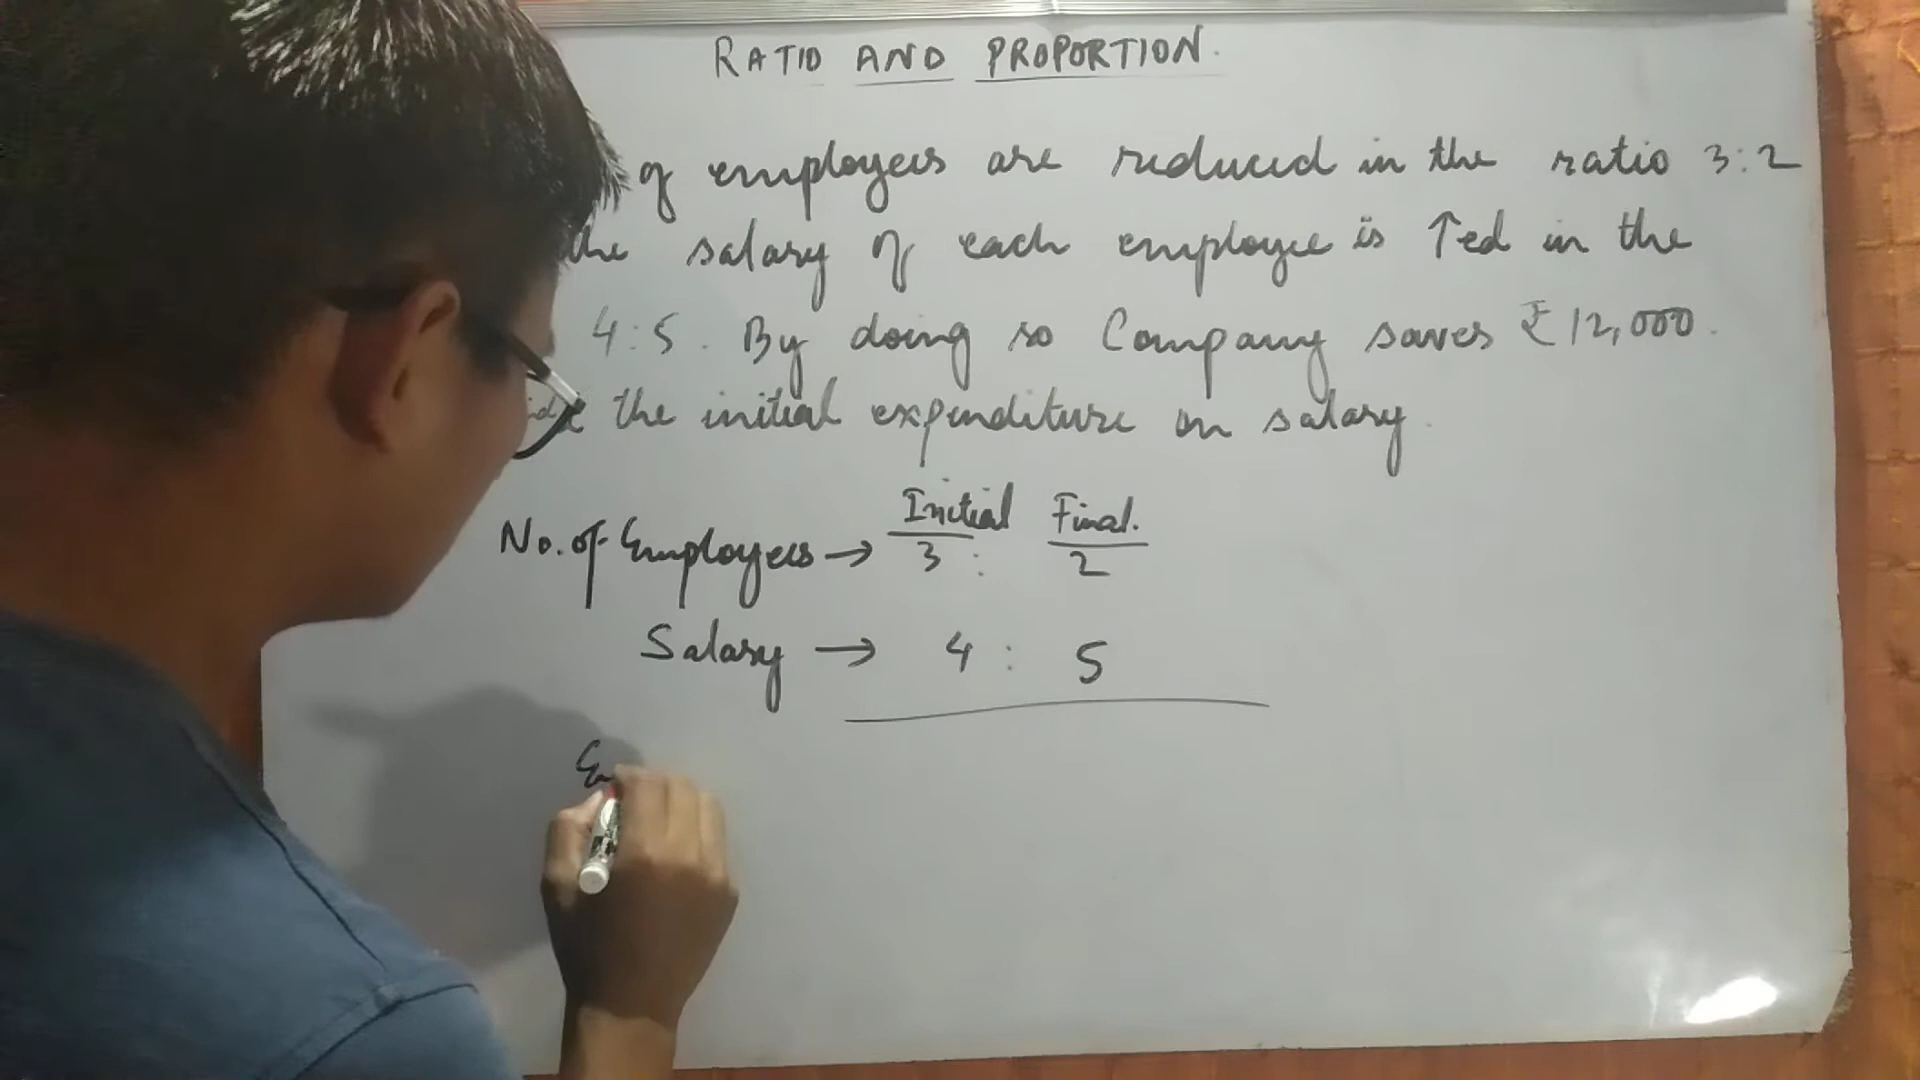 RATIO AND PROPORTION.
of employees are reduced in the ratio 3:2
the salary of each employee is ↑ed in the
4:5. By doing so Company saves ₹12,000.
the initial expenditure on salary.
Initial Final.
No. of Employees → 3 : 2
Salary → 4 : 5